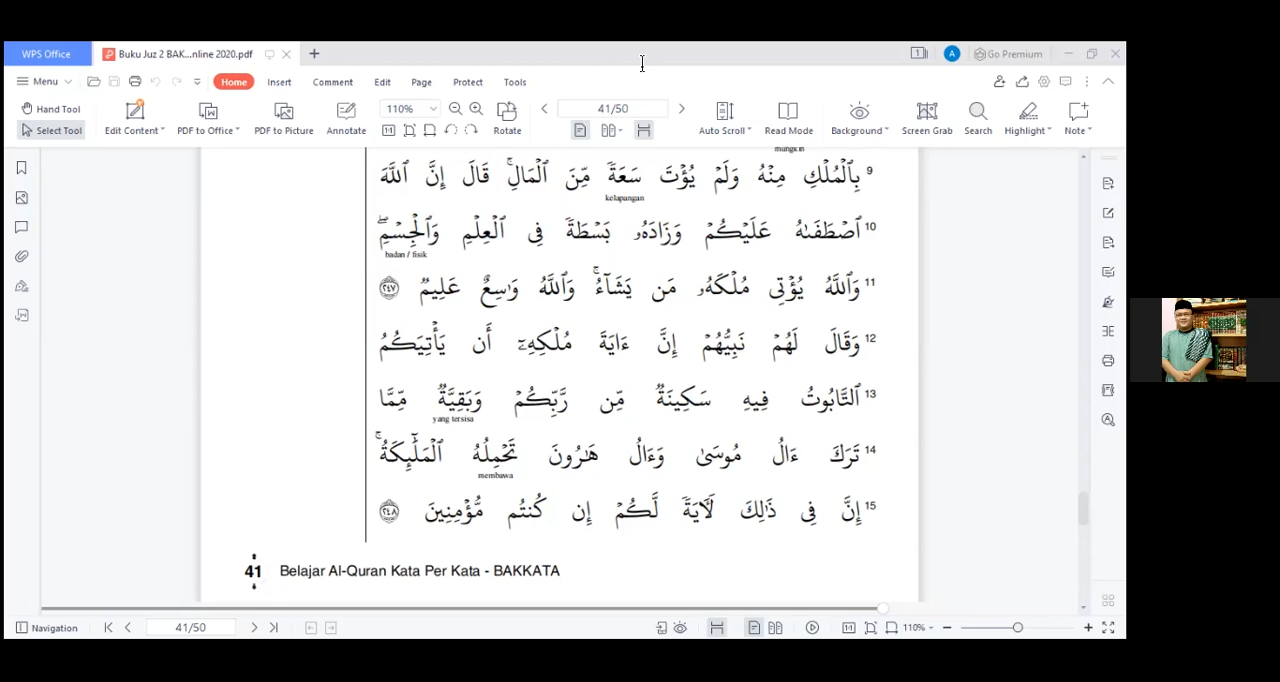 WPS Office
Buku Juz 2 BAK...nline 2020.pdf
Go Premium
Menu
Home
Insert
Comment
Edit
Page
Protect
Tools
Hand Tool
Select Tool
Edit Content
PDF to Office
PDF to Picture
Annotate
110%
41/50
Rotate
Auto Scroll
Read Mode
Background
Screen Grab
Search
Highlight
Note
mungkin
9 بِٱلۡمُلۡكِ مِنۡهُ وَلَمۡ يُؤۡتَ سَعَةٗ مِّنَ ٱلۡمَالِۚ قَالَ إِنَّ ٱللَّهَ
kelapangan
10 ٱصۡطَفَىٰهُ عَلَيۡكُمۡ وَزَادَهُۥ بَسۡطَةٗ فِي ٱلۡعِلۡمِ وَٱلۡجِسۡمِۖ
badan / fisik
11 وَٱللَّهُ يُؤۡتِي مُلۡكَهُۥ مَن يَشَآءُۚ وَٱللَّهُ وَٰسِعٌ عَلِيمٞ ٢٤٧
12 وَقَالَ لَهُمۡ نَبِيُّهُمۡ إِنَّ ءَايَةَ مُلۡكِهِۦٓ أَن يَأۡتِيَكُمُ
13 ٱلتَّابُوتُ فِيهِ سَكِينَةٞ مِّن رَّبِّكُمۡ وَبَقِيَّةٞ مِّمَّا
yang tersisa
14 تَرَكَ ءَالُ مُوسَىٰ وَءَالُ هَٰرُونَ تَحۡمِلُهُ ٱلۡمَلَٰٓئِكَةُۚ
membawa
15 إِنَّ فِي ذَٰلِكَ لَأٓيَةٗ لَّكُمۡ إِن كُنتُم مُّؤۡمِنِينَ ٢٤٨
41 Belajar Al-Quran Kata Per Kata - BAKKATA
Navigation
41/50
110%